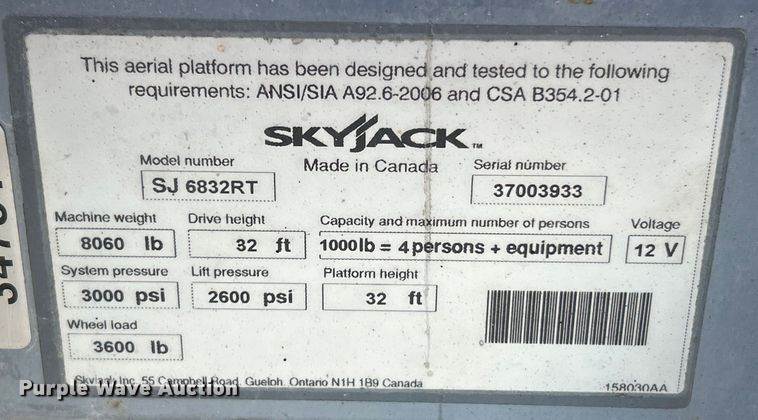 This aerial platform has been designed and tested to the following
requirements: ANSI/SIA A92.6-2006 and CSA B354.2-01
SKYJACK™
Model number
Made in Canada
Serial number
SJ 6832RT
37003933
Machine weight
Drive height
Capacity and maximum number of persons
Voltage
8060 lb
32 ft
1000lb = 4 persons + equipment
12 V
System pressure
Lift pressure
Platform height
3000 psi
2600 psi
32 ft
Wheel load
3600 lb
Skyjack Inc. 55 Campbell Road, Guelph, Ontario N1H 1B9 Canada
158030AA
Purple Wave Auction